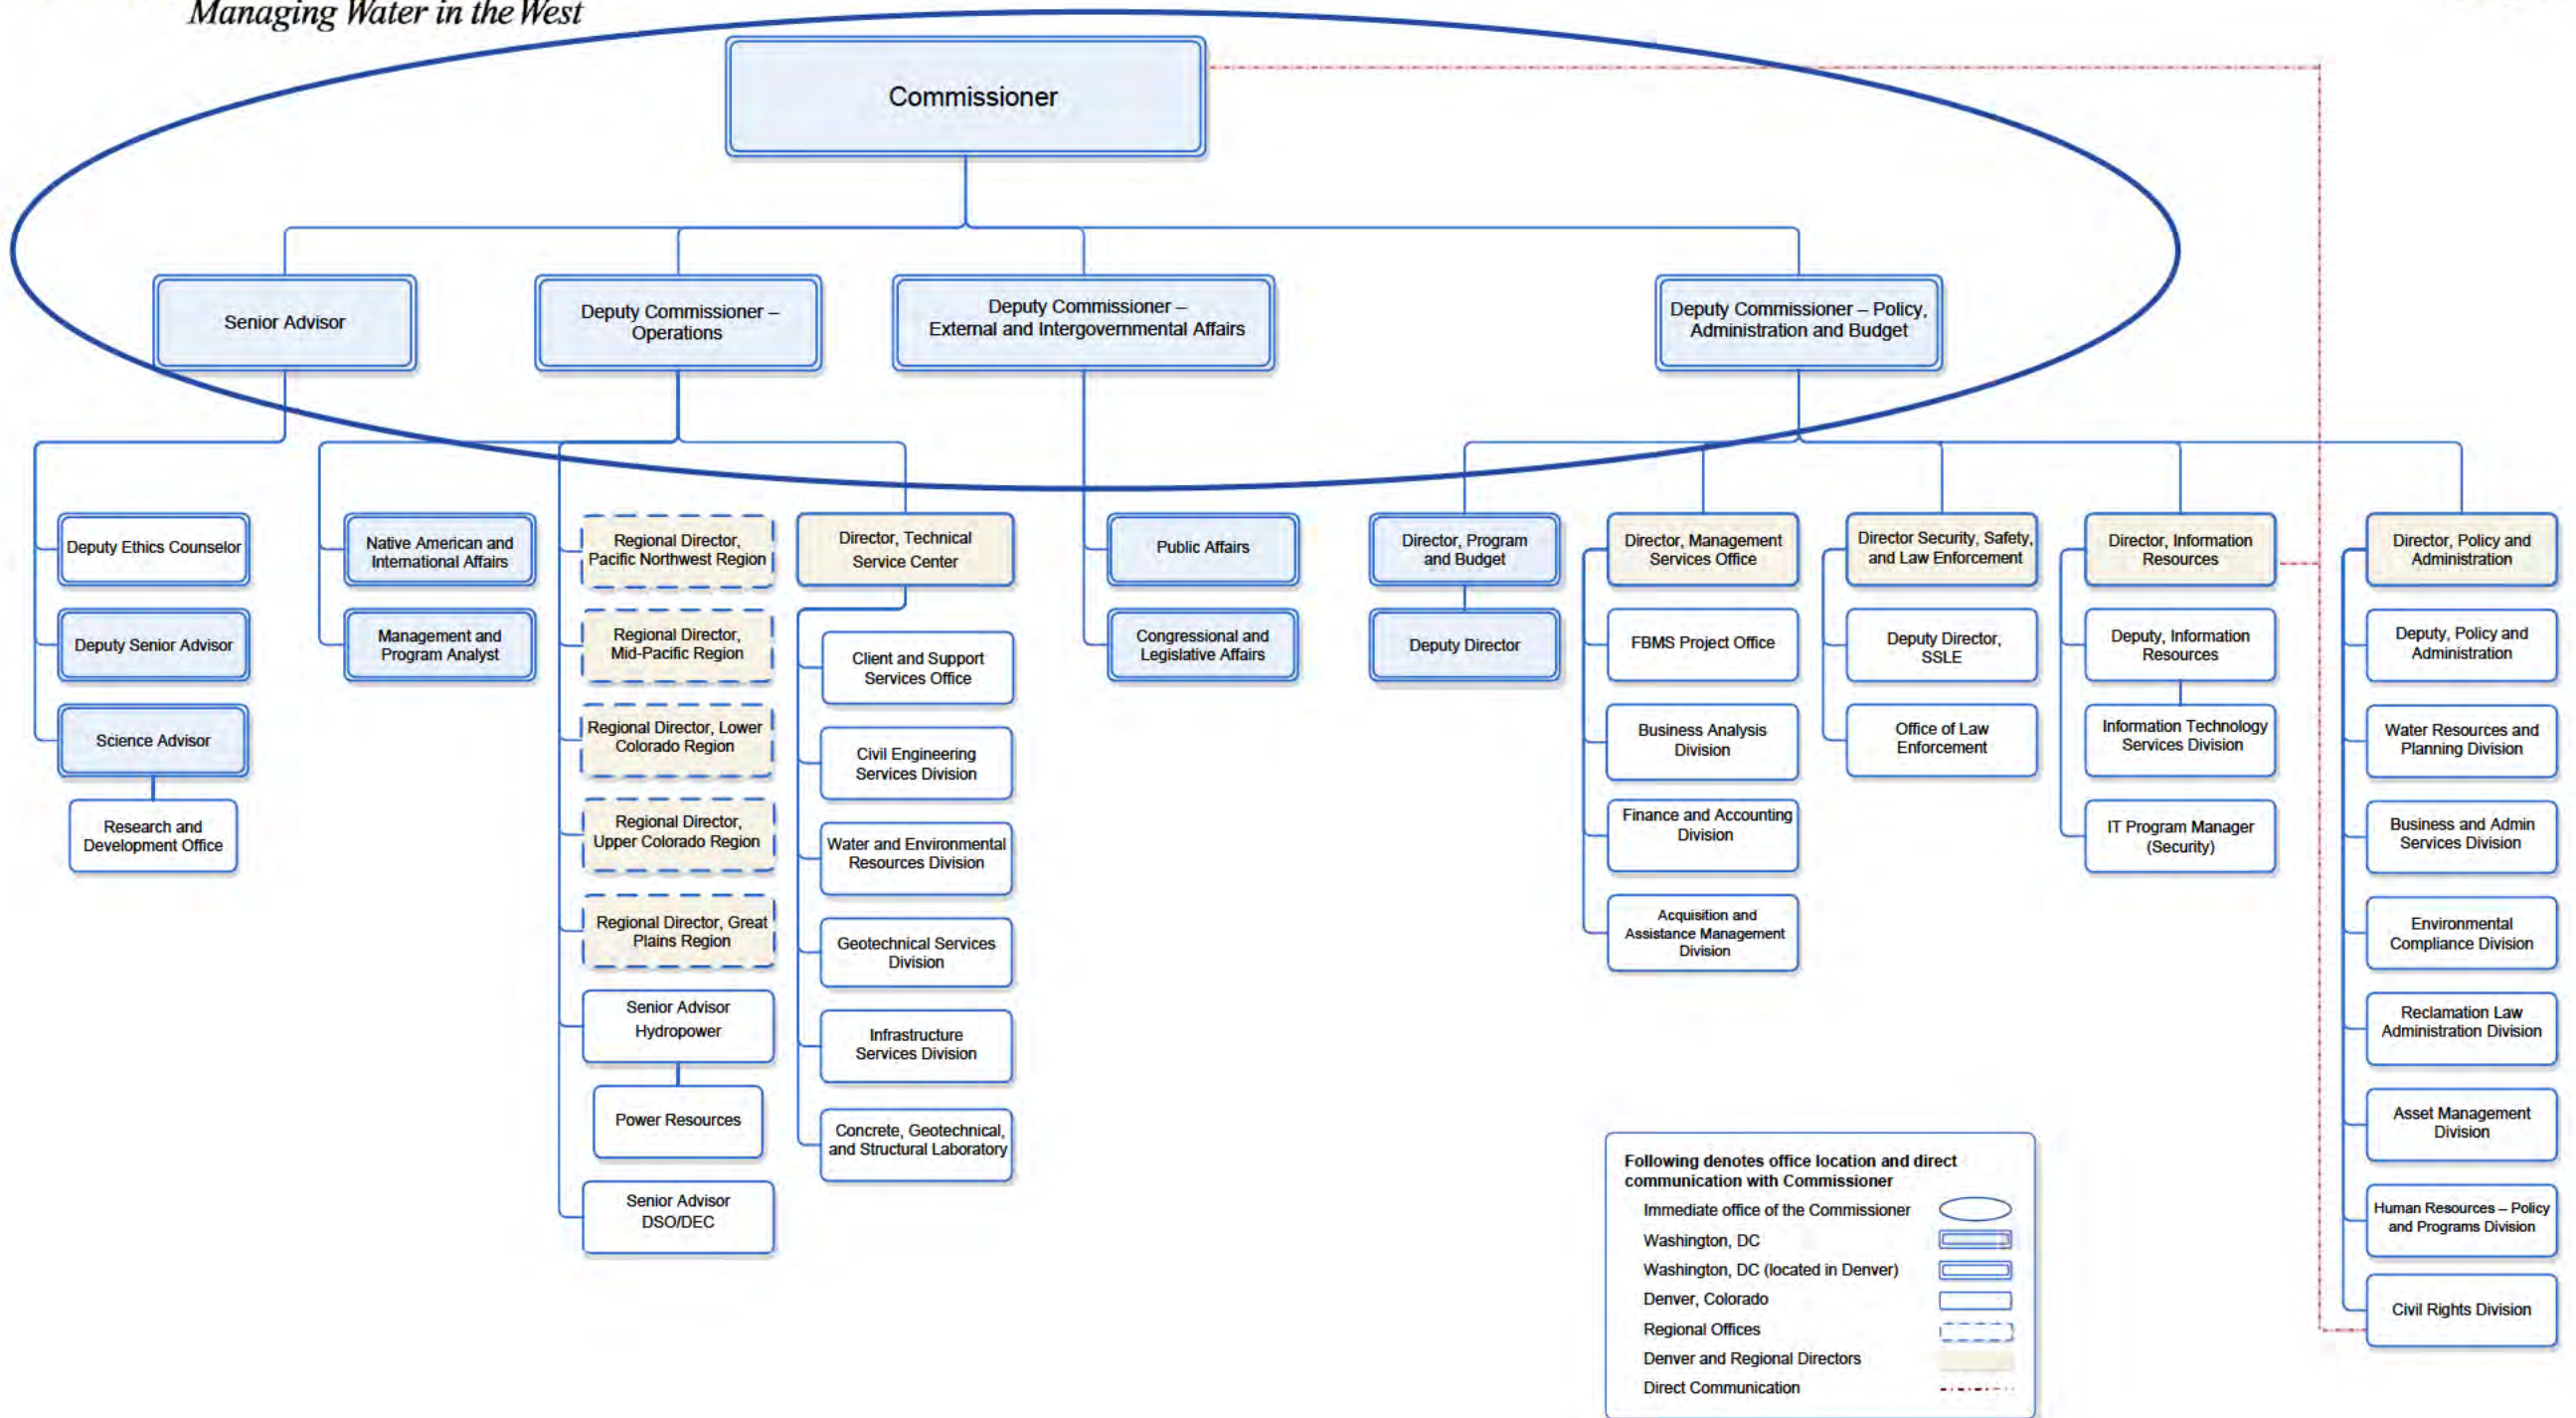 Managing Water in the West
Commissioner
Senior Advisor
Deputy Commissioner –
Operations
Deputy Commissioner –
External and Intergovernmental Affairs
Deputy Commissioner – Policy,
Administration and Budget
Deputy Ethics Counselor
Deputy Senior Advisor
Science Advisor
Research and
Development Office
Native American and
International Affairs
Management and
Program Analyst
Regional Director,
Pacific Northwest Region
Regional Director,
Mid-Pacific Region
Regional Director, Lower
Colorado Region
Regional Director,
Upper Colorado Region
Regional Director, Great
Plains Region
Senior Advisor
Hydropower
Power Resources
Senior Advisor
DSO/DEC
Director, Technical
Service Center
Client and Support
Services Office
Civil Engineering
Services Division
Water and Environmental
Resources Division
Geotechnical Services
Division
Infrastructure
Services Division
Concrete, Geotechnical,
and Structural Laboratory
Public Affairs
Congressional and
Legislative Affairs
Director, Program
and Budget
Deputy Director
Director, Management
Services Office
FBMS Project Office
Business Analysis
Division
Finance and Accounting
Division
Acquisition and
Assistance Management
Division
Director Security, Safety,
and Law Enforcement
Deputy Director,
SSLE
Office of Law
Enforcement
Director, Information
Resources
Deputy, Information
Resources
Information Technology
Services Division
IT Program Manager
(Security)
Director, Policy and
Administration
Deputy, Policy and
Administration
Water Resources and
Planning Division
Business and Admin
Services Division
Environmental
Compliance Division
Reclamation Law
Administration Division
Asset Management
Division
Human Resources – Policy
and Programs Division
Civil Rights Division
Following denotes office location and direct
communication with Commissioner
Immediate office of the Commissioner
Washington, DC
Washington, DC (located in Denver)
Denver, Colorado
Regional Offices
Denver and Regional Directors
Direct Communication